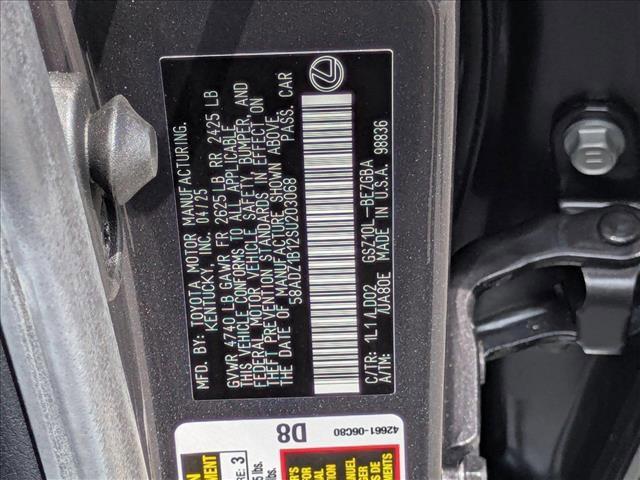 MFD. BY: TOYOTA MOTOR MANUFACTURING.
KENTUCKY, INC. 04/25
GVWR 4740 LB GAWR FR 2625 LB RR 2425 LB
THIS VEHICLE CONFORMS TO ALL APPLICABLE
FEDERAL MOTOR VEHICLE SAFETY, BUMPER, AND
THEFT PREVENTION STANDARDS IN EFFECT ON
THE DATE OF MANUFACTURE SHOWN ABOVE.
58ADZ1B12SU203068 PASS. CAR
C/TR: 1L1 / LD02 GSZ10L -BEZGBA
A/TM: /UA80E MADE IN U.S.A. 98836
D8
42661-06C80